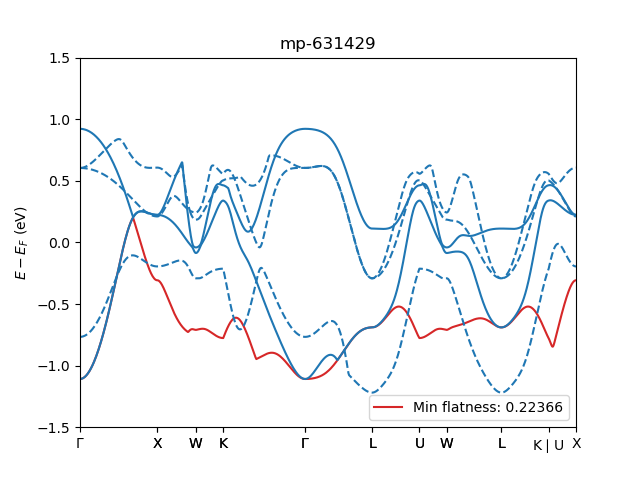 mp-631429
E − E_F (eV)
1.5
1.0
0.5
0.0
−0.5
−1.0
−1.5
Min flatness: 0.22366
Γ X W K Γ L U W L K | U X